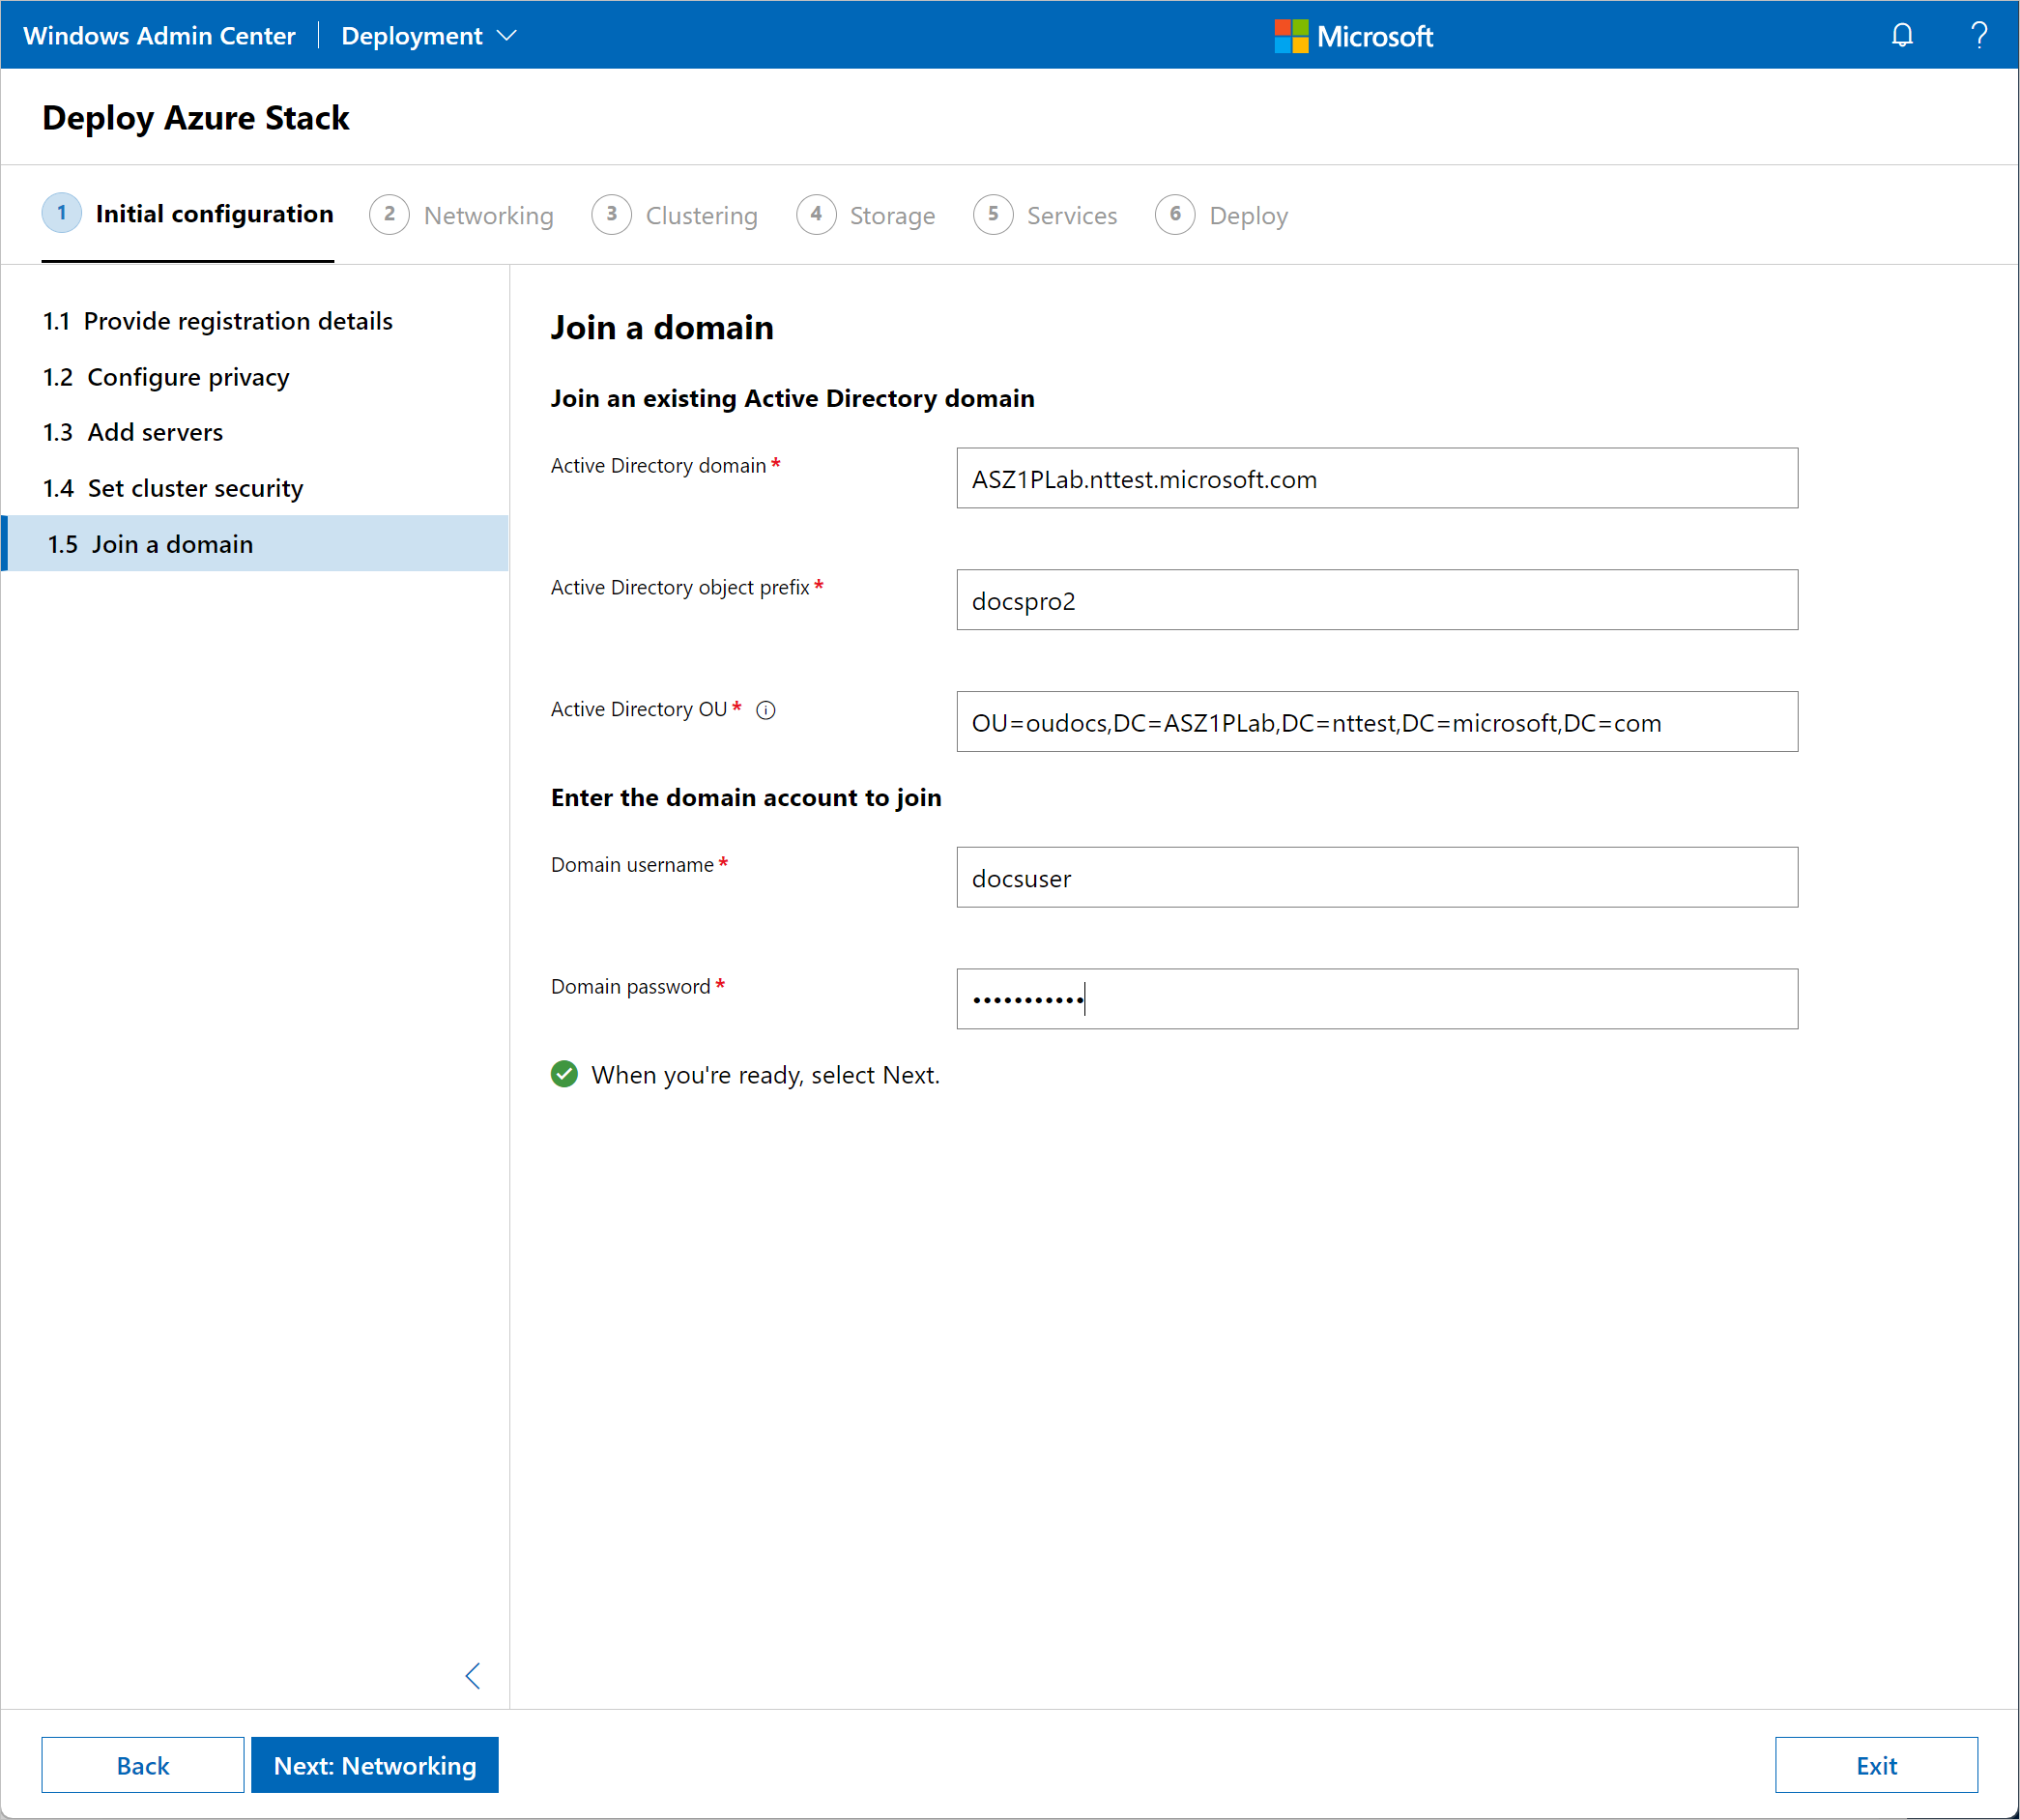 Windows Admin Center | Deployment
Microsoft
?
Deploy Azure Stack
1 Initial configuration 2 Networking 3 Clustering 4 Storage 5 Services 6 Deploy
1.1 Provide registration details
1.2 Configure privacy
1.3 Add servers
1.4 Set cluster security
1.5 Join a domain
Join a domain
Join an existing Active Directory domain
Active Directory domain* ASZ1PLab.nttest.microsoft.com
Active Directory object prefix* docspro2
Active Directory OU* OU=oudocs,DC=ASZ1PLab,DC=nttest,DC=microsoft,DC=com
Enter the domain account to join
Domain username* docsuser
Domain password* •••••••••••
When you're ready, select Next.
Back Next: Networking Exit